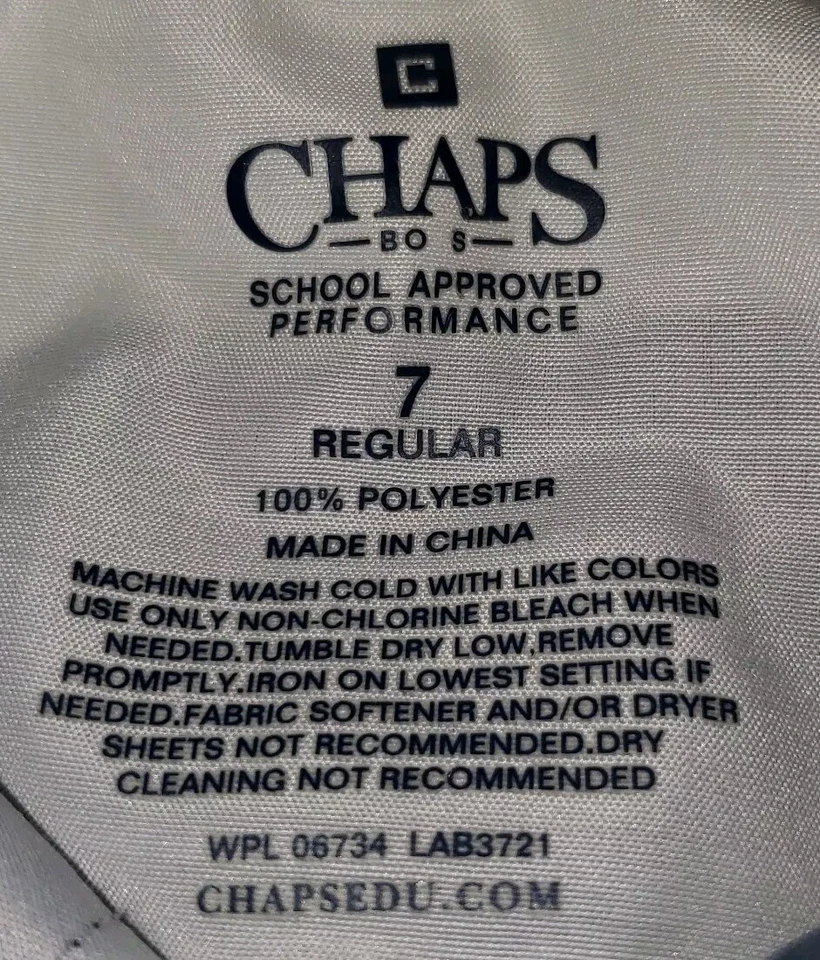 C
CHAPS
BO S
SCHOOL APPROVED
PERFORMANCE
7
REGULAR
100% POLYESTER
MADE IN CHINA
MACHINE WASH COLD WITH LIKE COLORS
USE ONLY NON-CHLORINE BLEACH WHEN
NEEDED.TUMBLE DRY LOW,REMOVE
PROMPTLY.IRON ON LOWEST SETTING IF
NEEDED.FABRIC SOFTENER AND/OR DRYER
SHEETS NOT RECOMMENDED.DRY
CLEANING NOT RECOMMENDED
WPL 06734 LAB3721
CHAPSEDU.COM